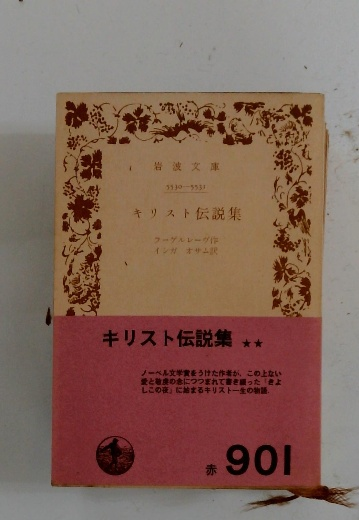 岩波文庫
5530—5531
キリスト伝説集
ラーゲルレーヴ作
イシガ オサム訳
キリスト伝説集 ★★
ノーベル文学賞をうけた作者が、この上ない
愛と敬虔の念につつまれて書き綴った「きよ
しこの夜」に始まるキリスト一生の物語.
赤 901